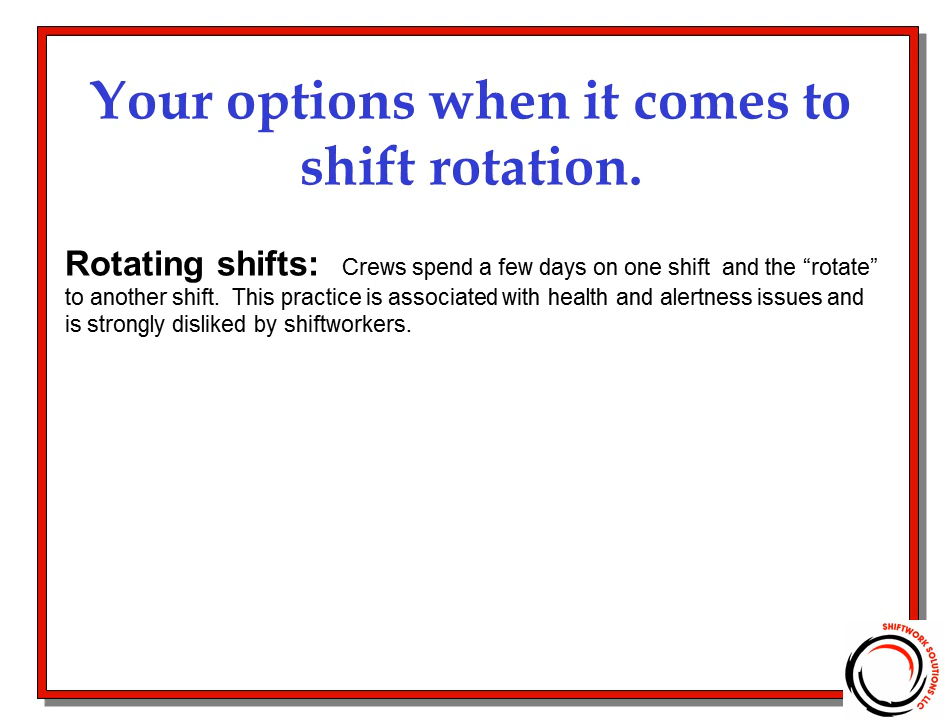 Your options when it comes to
shift rotation.
Rotating shifts: Crews spend a few days on one shift and the “rotate”
to another shift. This practice is associated with health and alertness issues and
is strongly disliked by shiftworkers.
SHIFTWORK SOLUTIONS LLC